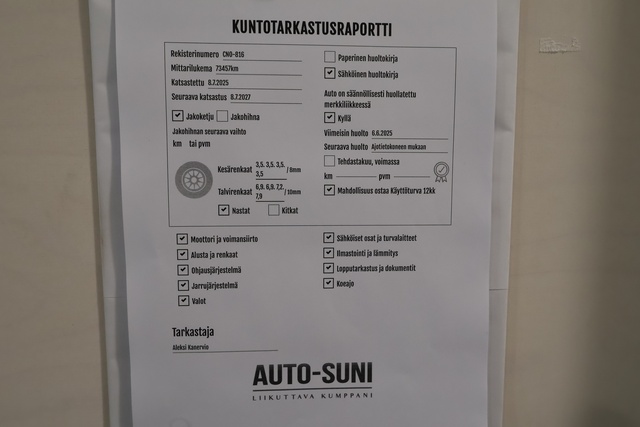 KUNTOTARKASTUSRAPORTTI
Rekisterinumero CNO-816
Mittarilukema 73457km
Katsastettu 8.7.2025
Seuraava katsastus 8.7.2027
Jakoketju Jakohihna
Jakohihnan seuraava vaihto
km tai pvm
Kesärenkaat 3,5. 3,5. 3,5. 3,5 / 8mm
Talvirenkaat 6,9. 6,9. 7,2. 7,9 / 10mm
Nastat Kitkat
Paperinen huoltokirja
Sähköinen huoltokirja
Auto on säännöllisesti huollatettu
merkkiliikkeessä
Kyllä
Viimeisin huolto 6.6.2025
Seuraava huolto Ajotietokoneen mukaan
Tehdastakuu, voimassa
km pvm
Mahdollisuus ostaa Käyttöturva 12kk
Moottori ja voimansiirto
Alusta ja renkaat
Ohjausjärjestelmä
Jarrujärjestelmä
Valot
Sähköiset osat ja turvalaitteet
Ilmastointi ja lämmitys
Lopputarkastus ja dokumentit
Koeajo
Tarkastaja
Aleksi Kanervio
AUTO-SUNI
LIIKUTTAVA KUMPPANI